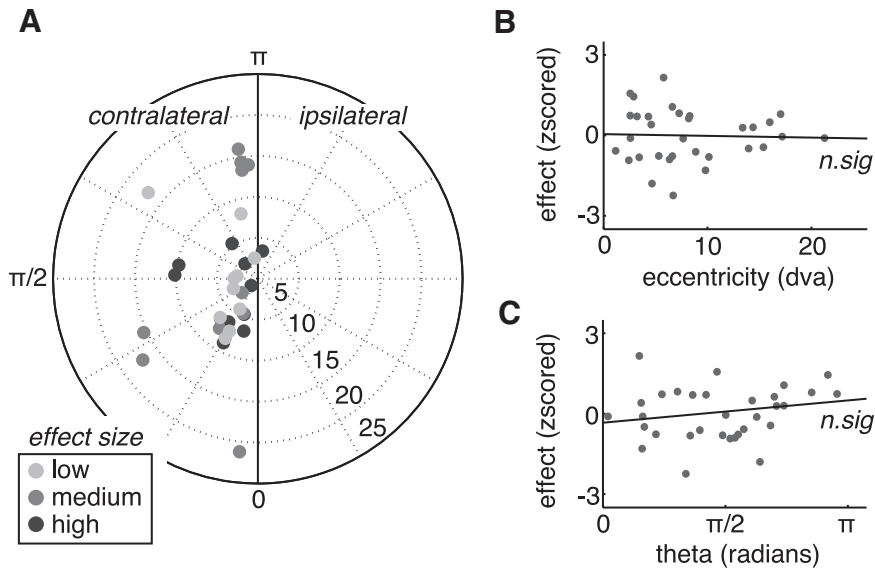 A
π
contralateral
ipsilateral
π/2
5
10
15
20
25
0
effect size
low
medium
high
B
effect (zscored)
3
0
-3
n.sig
0
10
20
eccentricity (dva)
C
effect (zscored)
3
0
-3
n.sig
0
π/2
π
theta (radians)